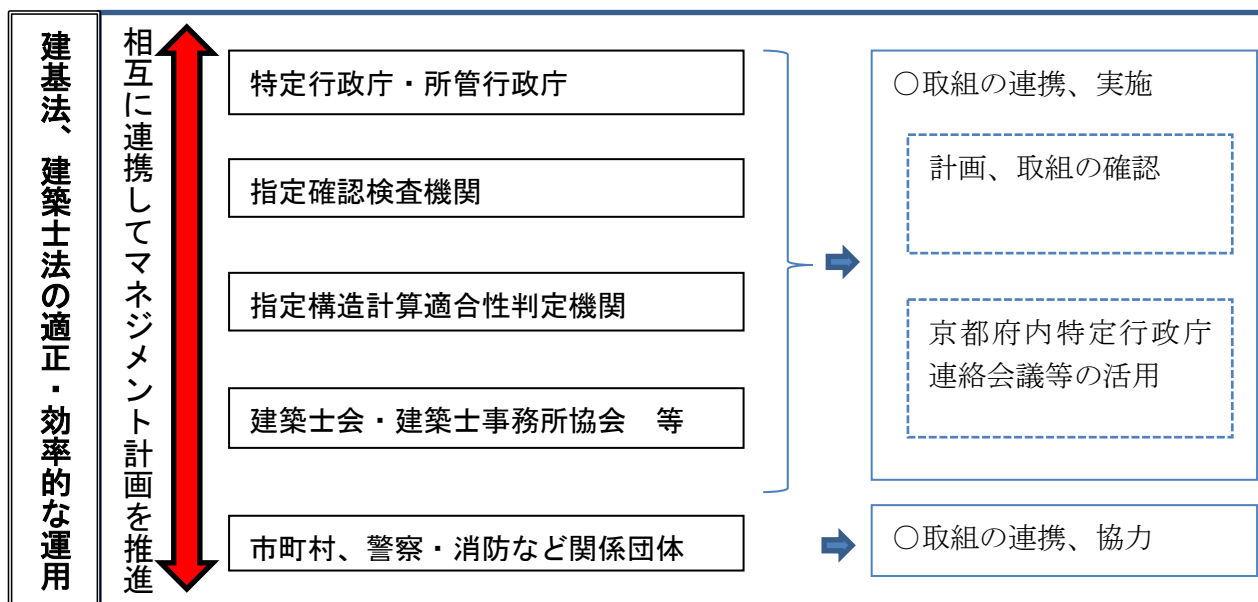 建基法、建築士法の適正・効率的な運用
相互に連携してマネジメント計画を推進
特定行政庁・所管行政庁
指定確認検査機関
指定構造計算適合性判定機関
建築士会・建築士事務所協会　等
市町村、警察・消防など関係団体
○取組の連携、実施
計画、取組の確認
京都府内特定行政庁
連絡会議等の活用
○取組の連携、協力